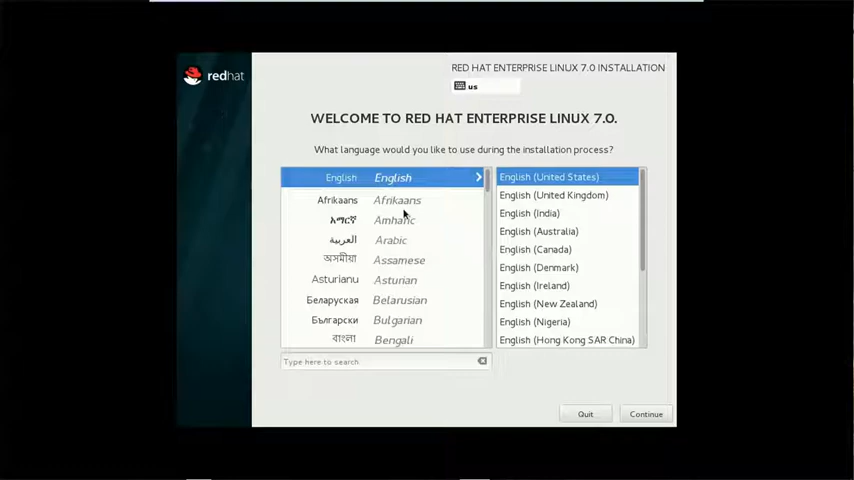 redhat
RED HAT ENTERPRISE LINUX 7.0 INSTALLATION
us
WELCOME TO RED HAT ENTERPRISE LINUX 7.0.
What language would you like to use during the installation process?
English English
Afrikaans Afrikaans
አማርኛ Amharic
العربية Arabic
অসমীয়া Assamese
Asturianu Asturian
Беларуская Belarusian
Български Bulgarian
বাংলা Bengali
English (United States)
English (United Kingdom)
English (India)
English (Australia)
English (Canada)
English (Denmark)
English (Ireland)
English (New Zealand)
English (Nigeria)
English (Hong Kong SAR China)
Type here to search
Quit Continue